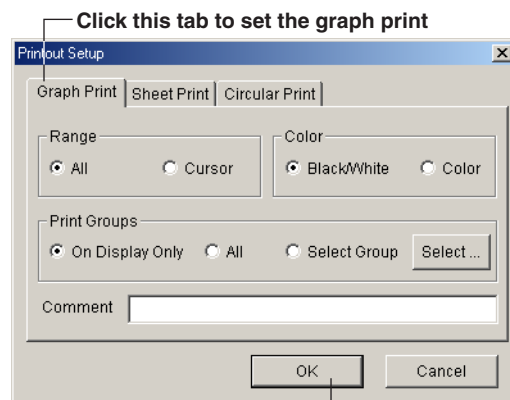 Click this tab to set the graph print
Printout Setup
Graph Print Sheet Print Circular Print
Range Color
All Cursor Black/White Color
Print Groups
On Display Only All Select Group Select ...
Comment
OK Cancel